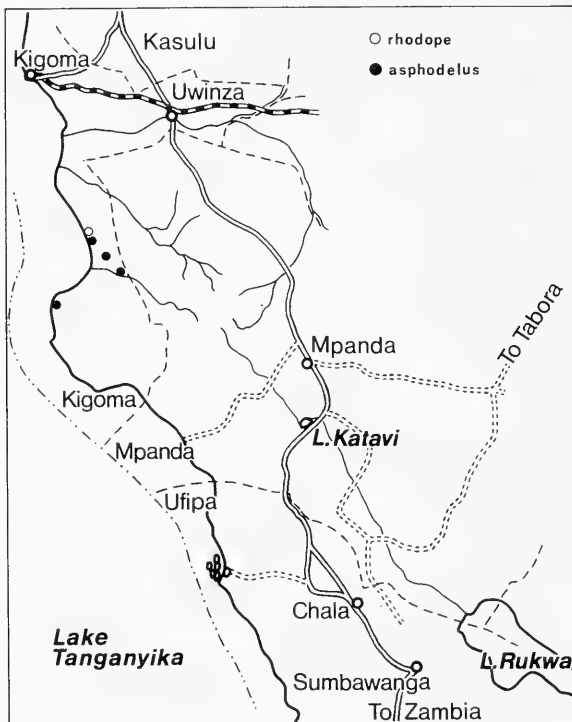 Kasulu
rhodope
Kigoma
asphodelus
Uwinza
To Tabora
Mpanda
Kigoma
L.Katavi
Mpanda
Ufipa
Chala
Lake
Tanganyika
L.Rukwa
Sumbawanga
To Zambia